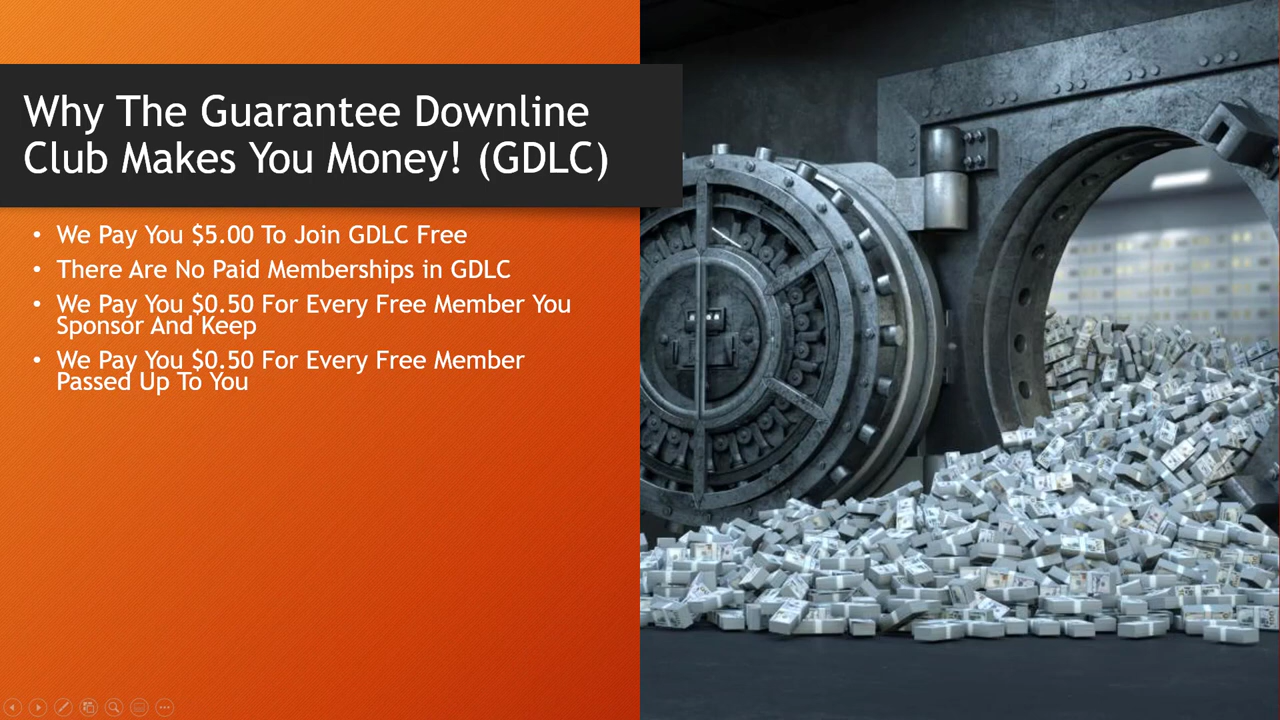 Why The Guarantee Downline
Club Makes You Money! (GDLC)
• We Pay You $5.00 To Join GDLC Free
• There Are No Paid Memberships in GDLC
• We Pay You $0.50 For Every Free Member You
Sponsor And Keep
• We Pay You $0.50 For Every Free Member
Passed Up To You